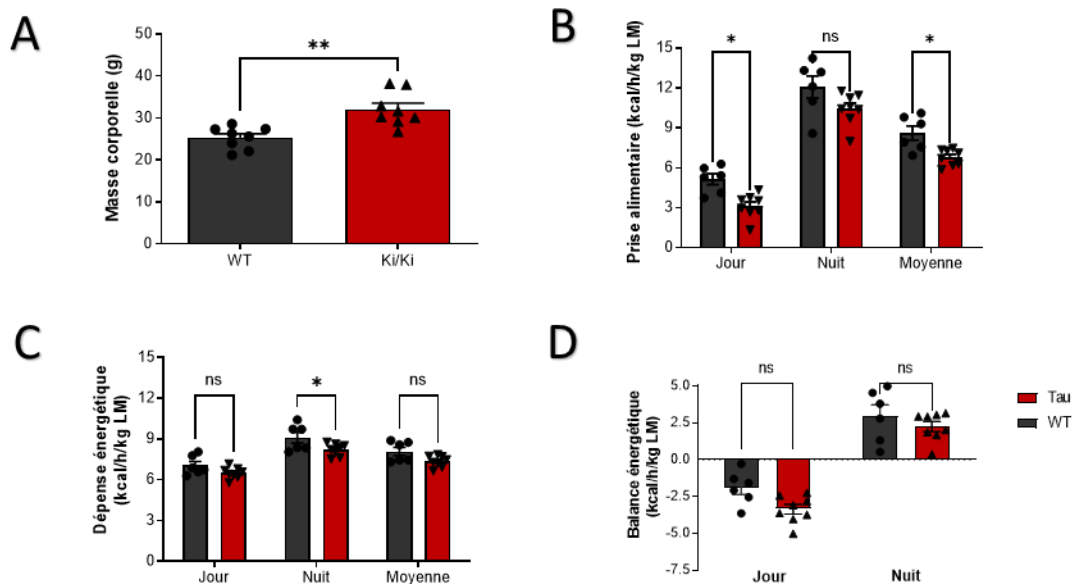 A
Masse corporelle (g)
50
40
30
20
10
0
**
WT
Ki/Ki
B
Prise alimentaire (kcal/h/kg LM)
15
12
9
6
3
0
*
ns
*
Jour
Nuit
Moyenne
C
Dépense énergétique
(kcal/h/kg LM)
15
12
9
6
3
0
ns
*
ns
Jour
Nuit
Moyenne
D
Balance énergétique
(kcal/h/kg LM)
5.0
2.5
0.0
-2.5
-5.0
-7.5
ns
ns
Jour
Nuit
Tau
WT